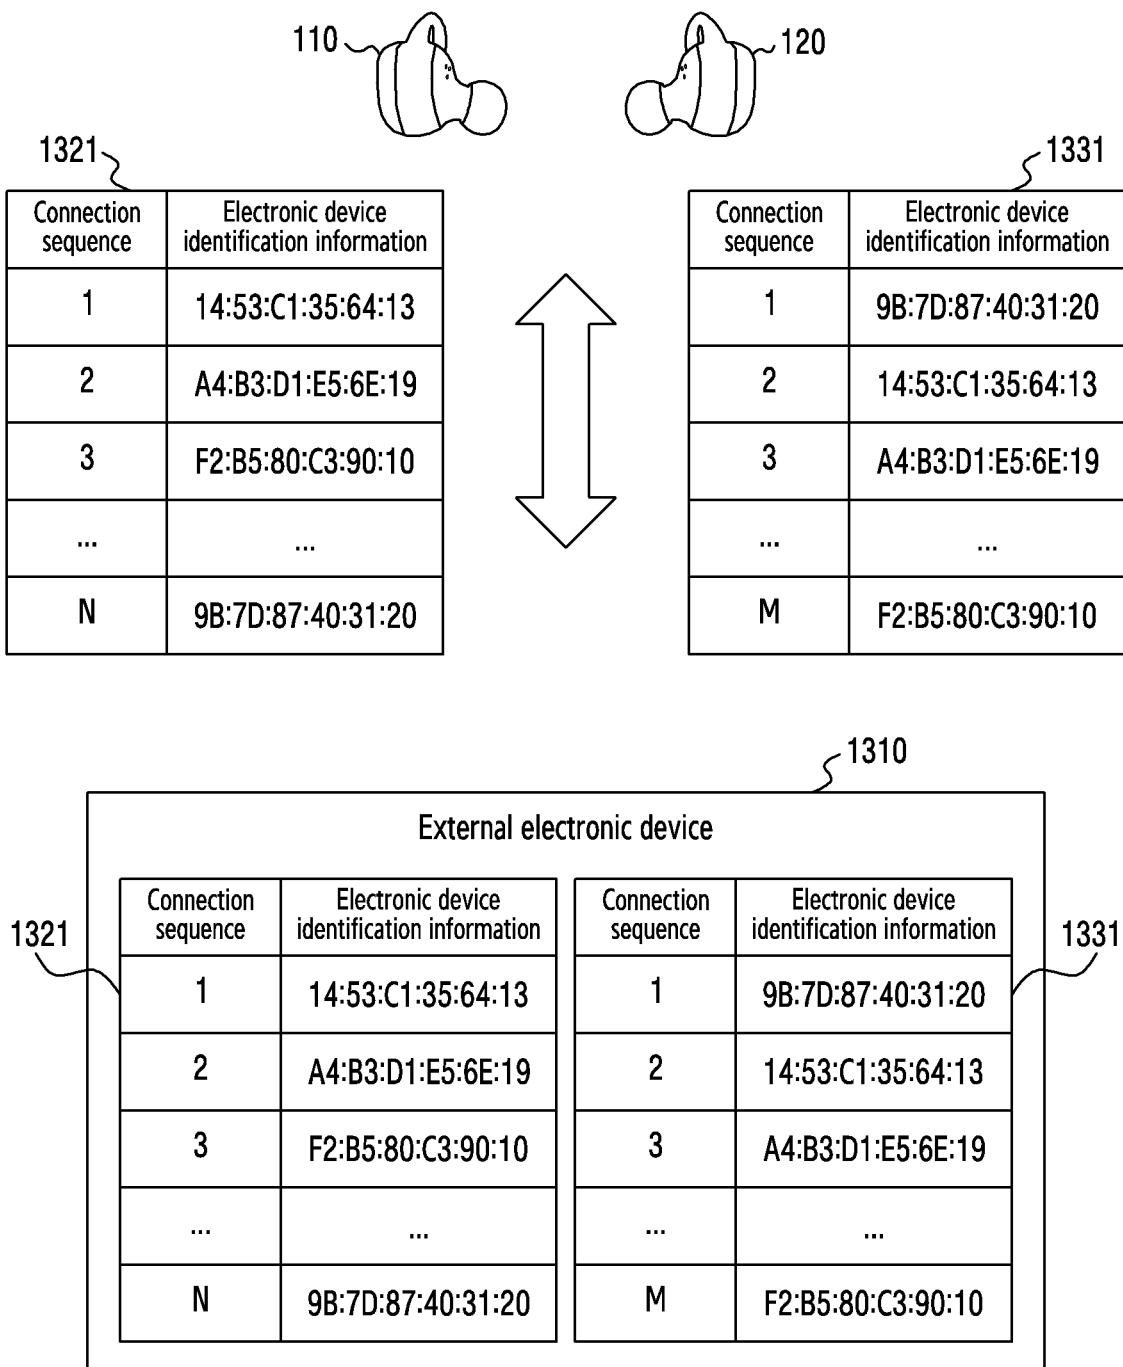 110
120
1321
1331
Connection sequence
Electronic device identification information
1
14:53:C1:35:64:13
2
A4:B3:D1:E5:6E:19
3
F2:B5:80:C3:90:10
...
...
N
9B:7D:87:40:31:20
Connection sequence
Electronic device identification information
1
9B:7D:87:40:31:20
2
14:53:C1:35:64:13
3
A4:B3:D1:E5:6E:19
...
...
M
F2:B5:80:C3:90:10
1310
External electronic device
1321
Connection sequence
Electronic device identification information
1
14:53:C1:35:64:13
2
A4:B3:D1:E5:6E:19
3
F2:B5:80:C3:90:10
...
...
N
9B:7D:87:40:31:20
Connection sequence
Electronic device identification information
1
9B:7D:87:40:31:20
2
14:53:C1:35:64:13
3
A4:B3:D1:E5:6E:19
...
...
M
F2:B5:80:C3:90:10
1331